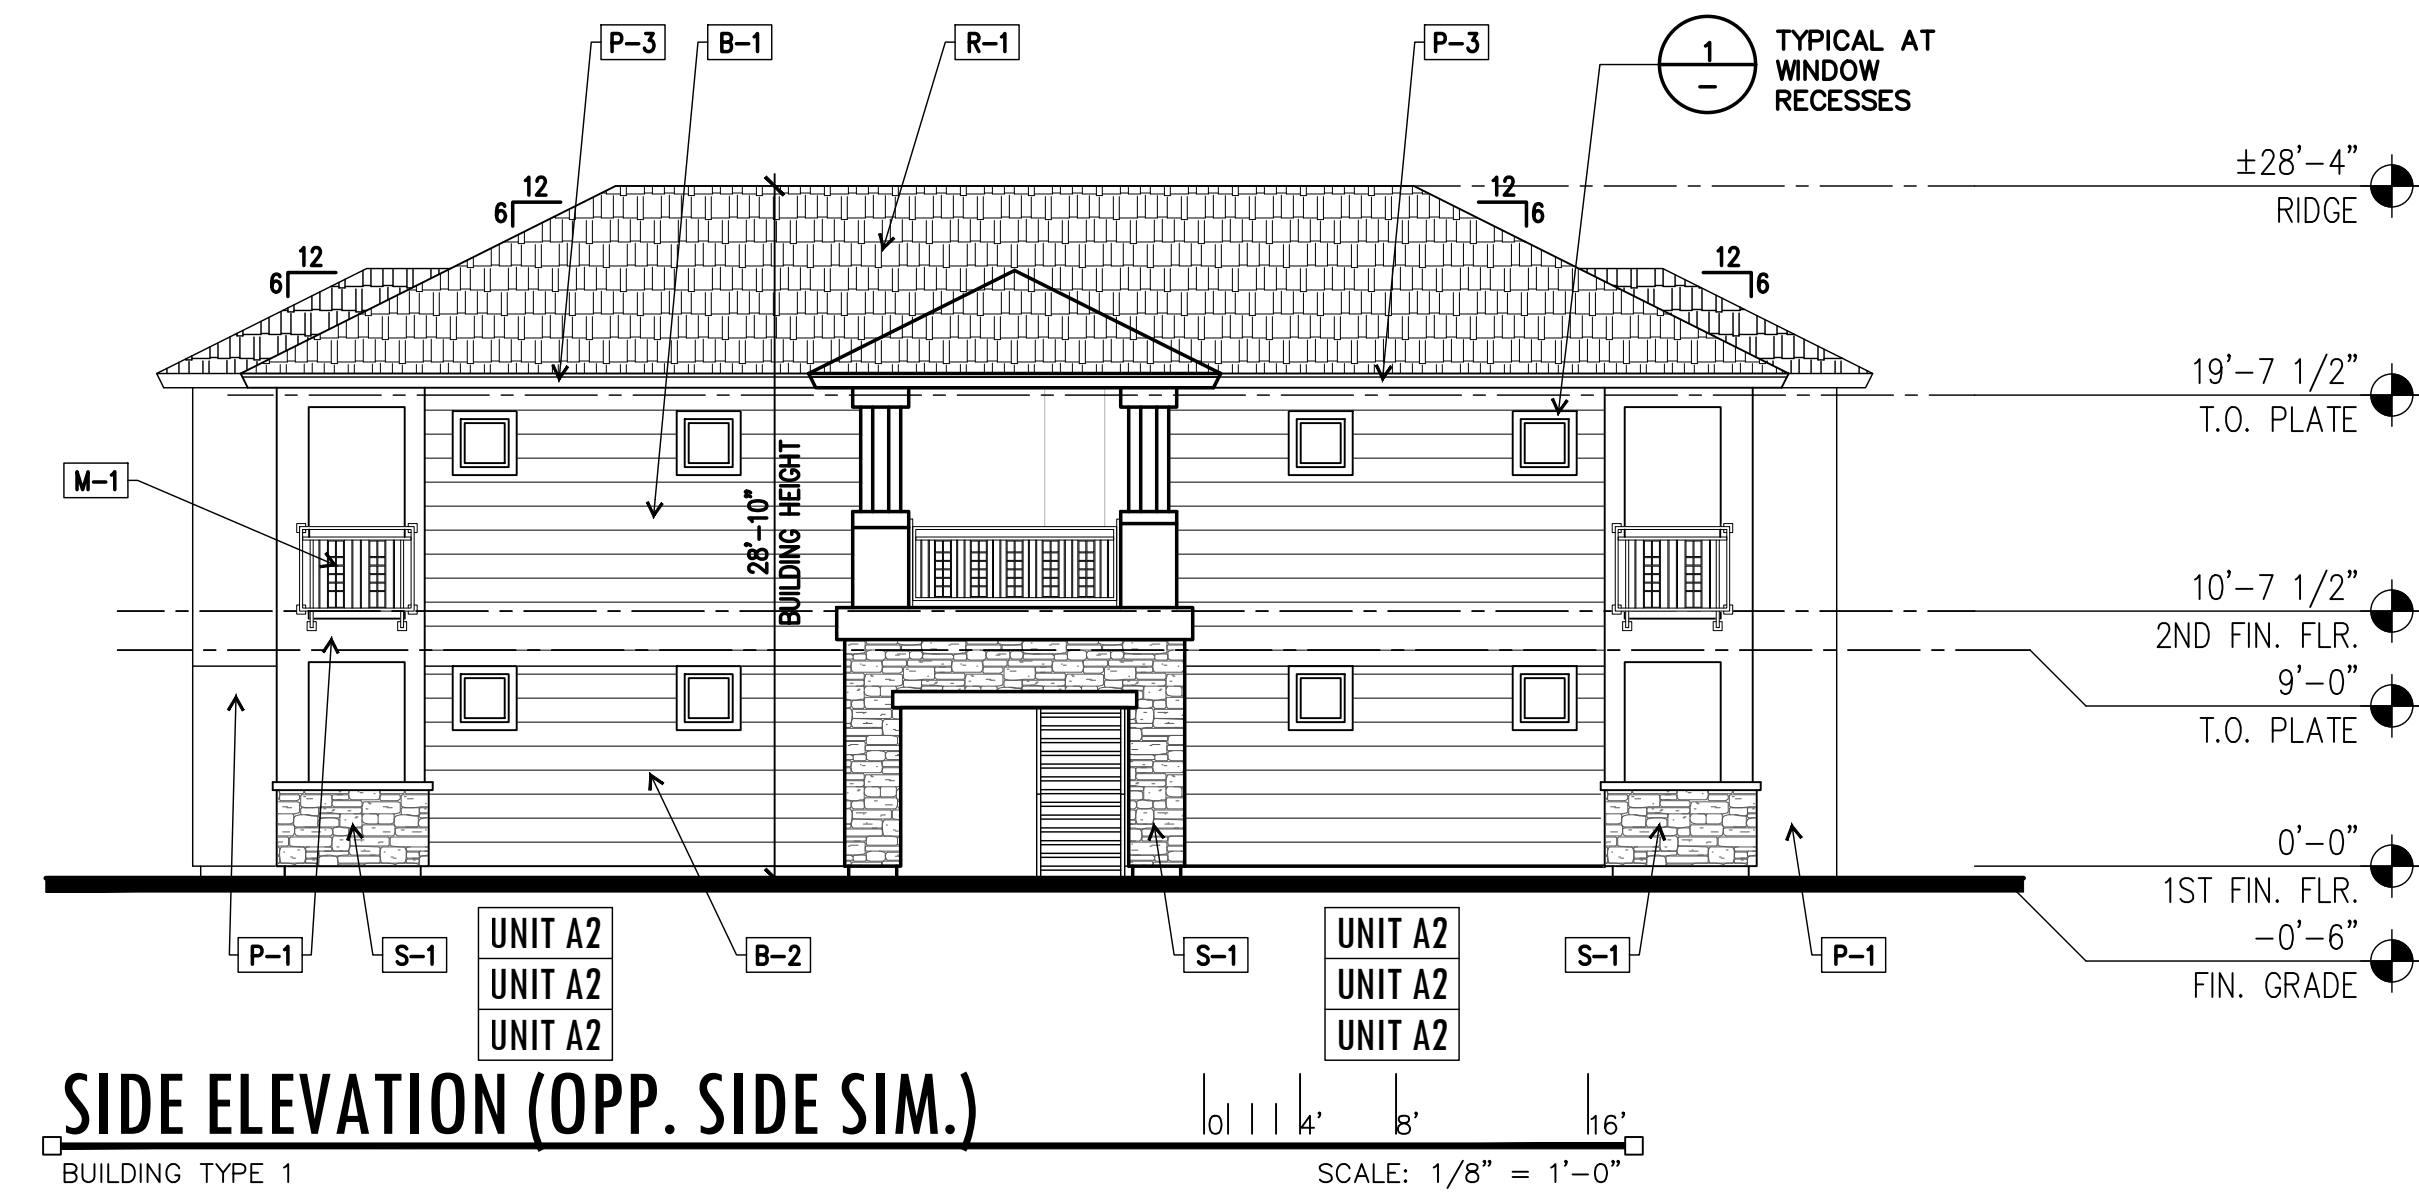 P-3
B-1
R-1
P-3
1
-
TYPICAL AT
WINDOW
RECESSES
±28'-4"
RIDGE
12
6
12
6
12
6
12
6
19'-7 1/2"
T.O. PLATE
M-1
28'-10"
BUILDING HEIGHT
10'-7 1/2"
2ND FIN. FLR.
9'-0"
T.O. PLATE
0'-0"
1ST FIN. FLR.
-0'-6"
FIN. GRADE
P-1
S-1
UNIT A2
UNIT A2
UNIT A2
B-2
S-1
UNIT A2
UNIT A2
UNIT A2
S-1
P-1
SIDE ELEVATION (OPP. SIDE SIM.)
0 4' 8' 16'
BUILDING TYPE 1
SCALE: 1/8" = 1'-0"